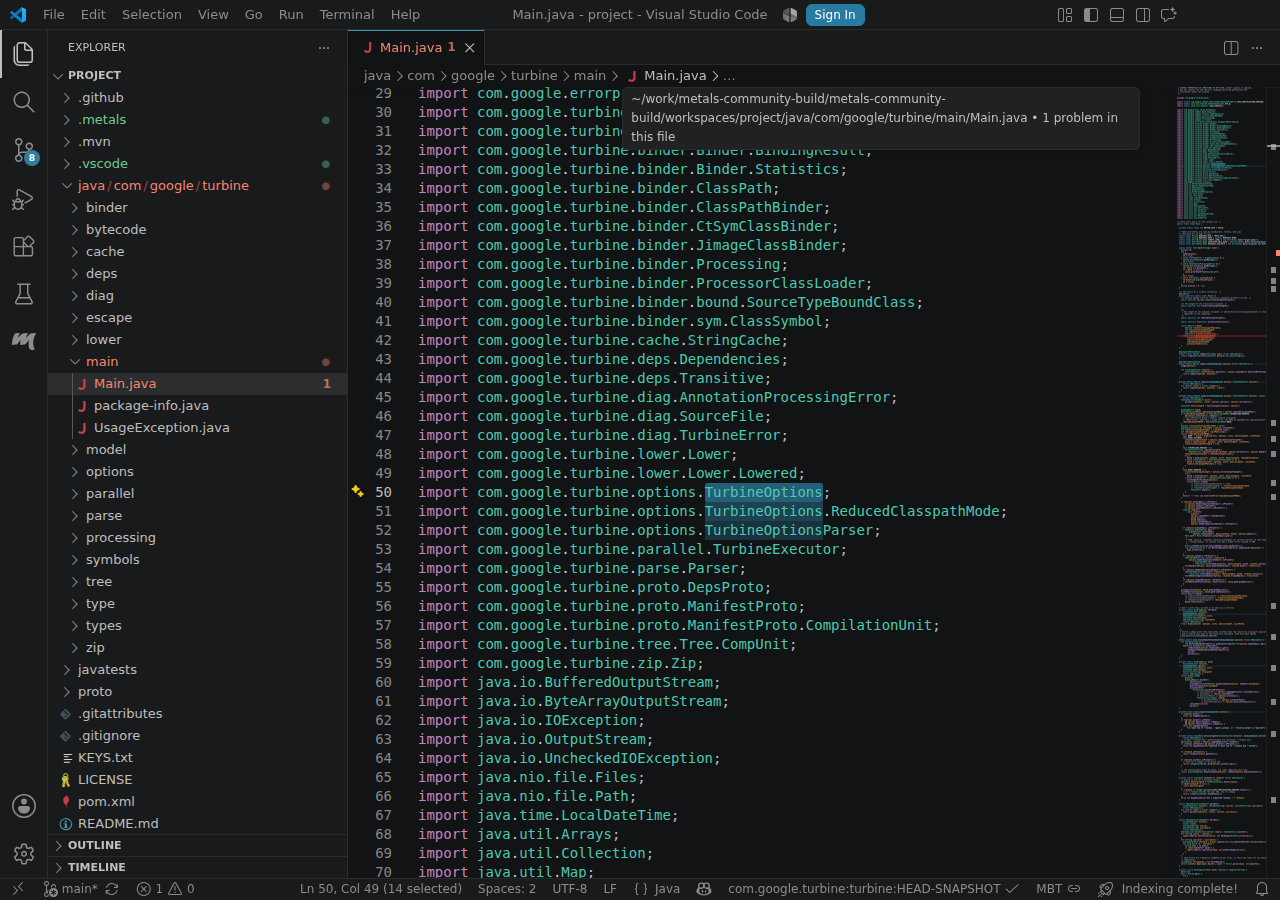 File Edit Selection View Go Run Terminal Help
Main.java - project - Visual Studio Code
Sign In
EXPLORER
PROJECT
.github
.metals
.mvn
.vscode
java/com/google/turbine
binder
bytecode
cache
deps
diag
escape
lower
main
Main.java 1
package-info.java
UsageException.java
model
options
parallel
parse
processing
symbols
tree
type
types
zip
javatests
proto
.gitattributes
.gitignore
KEYS.txt
LICENSE
pom.xml
README.md
OUTLINE
TIMELINE
8
Main.java 1
java > com > google > turbine > main > Main.java > ...
~/work/metals-community-build/metals-community-
build/workspaces/project/java/com/google/turbine/main/Main.java • 1 problem in
this file
29 import com.google.errorp
30 import com.google.turbine
31 import com.google.turbine
32 import com.google.turbine.binder.Binder.BindingResult;
33 import com.google.turbine.binder.Binder.Statistics;
34 import com.google.turbine.binder.ClassPath;
35 import com.google.turbine.binder.ClassPathBinder;
36 import com.google.turbine.binder.CtSymClassBinder;
37 import com.google.turbine.binder.JimageClassBinder;
38 import com.google.turbine.binder.Processing;
39 import com.google.turbine.binder.ProcessorClassLoader;
40 import com.google.turbine.binder.bound.SourceTypeBoundClass;
41 import com.google.turbine.binder.sym.ClassSymbol;
42 import com.google.turbine.cache.StringCache;
43 import com.google.turbine.deps.Dependencies;
44 import com.google.turbine.deps.Transitive;
45 import com.google.turbine.diag.AnnotationProcessingError;
46 import com.google.turbine.diag.SourceFile;
47 import com.google.turbine.diag.TurbineError;
48 import com.google.turbine.lower.Lower;
49 import com.google.turbine.lower.Lower.Lowered;
50 import com.google.turbine.options.TurbineOptions;
51 import com.google.turbine.options.TurbineOptions.ReducedClasspathMode;
52 import com.google.turbine.options.TurbineOptionsParser;
53 import com.google.turbine.parallel.TurbineExecutor;
54 import com.google.turbine.parse.Parser;
55 import com.google.turbine.proto.DepsProto;
56 import com.google.turbine.proto.ManifestProto;
57 import com.google.turbine.proto.ManifestProto.CompilationUnit;
58 import com.google.turbine.tree.Tree.CompUnit;
59 import com.google.turbine.zip.Zip;
60 import java.io.BufferedOutputStream;
61 import java.io.ByteArrayOutputStream;
62 import java.io.IOException;
63 import java.io.OutputStream;
64 import java.io.UncheckedIOException;
65 import java.nio.file.Files;
66 import java.nio.file.Path;
67 import java.time.LocalDateTime;
68 import java.util.Arrays;
69 import java.util.Collection;
70 import java.util.Map;
main* 1 0 Ln 50, Col 49 (14 selected) Spaces: 2 UTF-8 LF { } Java com.google.turbine:turbine:HEAD-SNAPSHOT MBT Indexing complete!